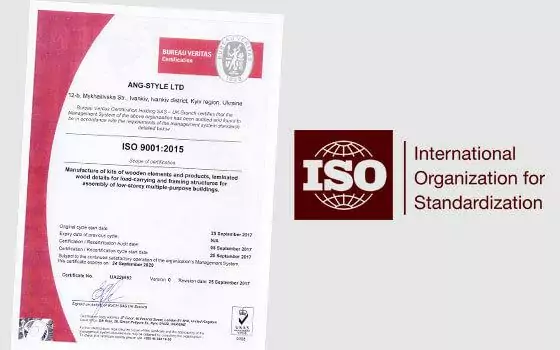 BUREAU VERITAS
Certification
ANG-STYLE LTD
12-b, Mykhailivska Str., Ivankiv, Ivankiv district, Kyiv region, Ukraine
Bureau Veritas Certification Holding SAS – UK Branch certifies that the
Management System of the above organisation has been audited and found to
be in accordance with the requirements of the management system standards
detailed below
ISO 9001:2015
Scope of certification
Manufacture of kits of wooden elements and products, laminated
wood details for load-carrying and framing structures for
assembly of low-storey multiple-purpose buildings.
Original cycle start date: 25 September 2017
Expiry date of previous cycle: N/A
Certification / Recertification Audit date: 08 September 2017
Certification / Recertification cycle start date: 25 September 2017
Subject to the continued satisfactory operation of the organization's Management System,
this certificate expires on: 24 September 2020
Certificate No. Version 0 Revision date: 25 September 2017
UKAS
ISO
International
Organization for
Standardization